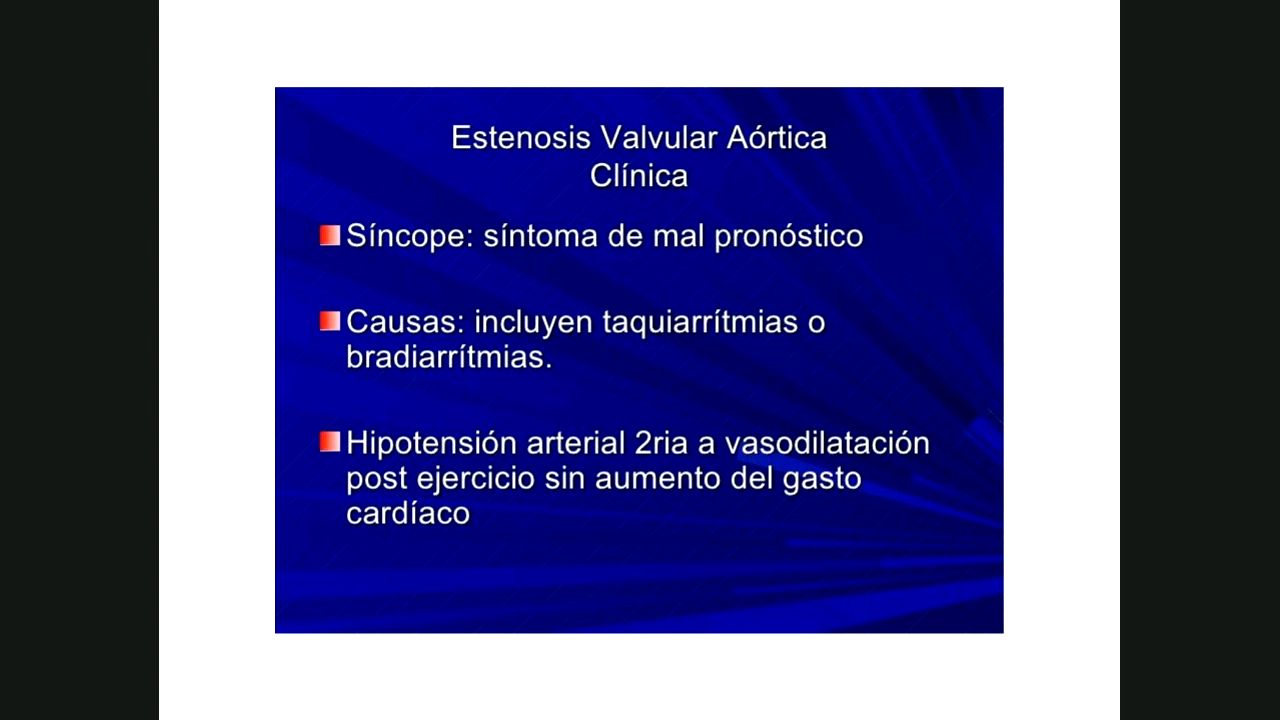 Estenosis Valvular Aórtica
Clínica
Síncope: síntoma de mal pronóstico
Causas: incluyen taquiarrítmias o
bradiarrítmias.
Hipotensión arterial 2ria a vasodilatación
post ejercicio sin aumento del gasto
cardíaco